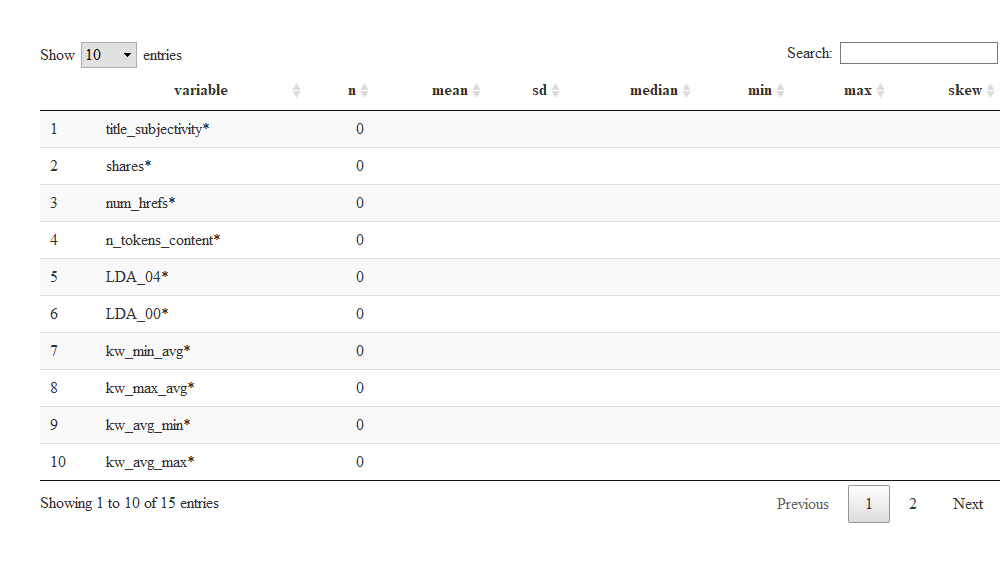 Show 10 entries Search:
variable n mean sd median min max skew
1 title_subjectivity* 0
2 shares* 0
3 num_hrefs* 0
4 n_tokens_content* 0
5 LDA_04* 0
6 LDA_00* 0
7 kw_min_avg* 0
8 kw_max_avg* 0
9 kw_avg_min* 0
10 kw_avg_max* 0
Showing 1 to 10 of 15 entries Previous 1 2 Next